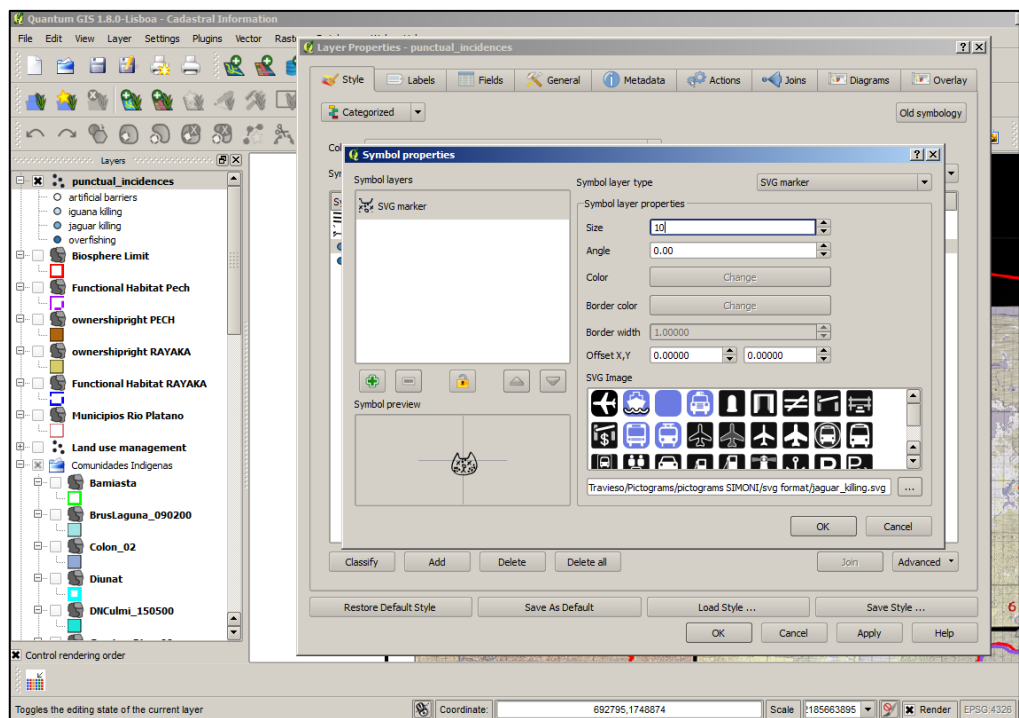 Quantum GIS 1.8.0-Lisboa - Cadastral Information
File Edit View Layer Settings Plugins Vector
Layer Properties - punctual_incidences
Style Labels Fields General Metadata Actions Joins Diagrams Overlay
Categorized
Old symbology
Layers
punctual_incidences
artificial barriers
iguana killing
jaguar killing
overfishing
Biosphere Limit
Functional Habitat Pech
ownershipright PECH
ownershipright RAYAKA
Functional Habitat RAYAKA
Municipios Rio Platano
Land use management
Comunidades Indigenas
Bamiasta
BrusLaguna_090200
Colon_02
Diunat
DNCulmi_150500
Control rendering order
Symbol properties
Symbol layers
SVG marker
Symbol preview
Symbol layer type SVG marker
Symbol layer properties
Size 10
Angle 0.00
Color Change
Border color Change
Border width 1.00000
Offset X,Y 0.00000 0.00000
SVG Image
Travieso/Pictograms/pictograms SIMONI/svg format/jaguar_killing.svg ...
OK Cancel
Classify Add Delete Delete all Join Advanced
Restore Default Style Save As Default Load Style ... Save Style ...
OK Cancel Apply Help
6
Toggles the editing state of the current layer Coordinate: 692795,1748874 Scale Render EPSG:4326